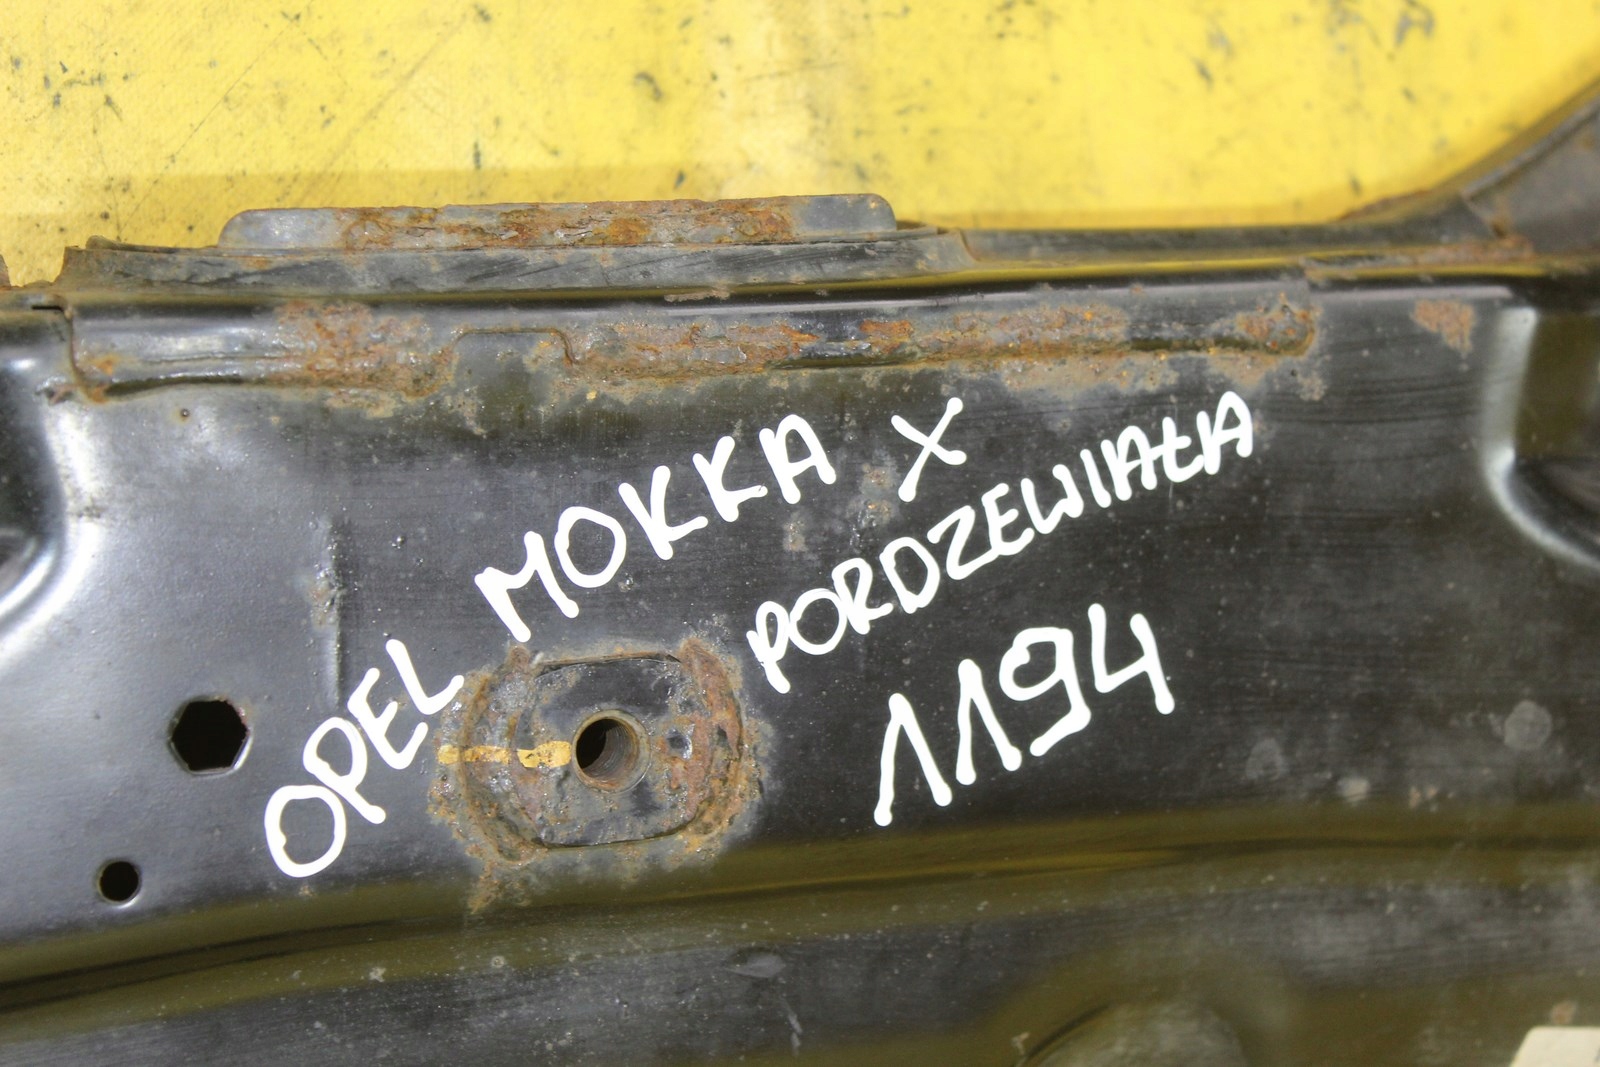 OPEL MOKKA X
PORDZEWIAŁA
1194